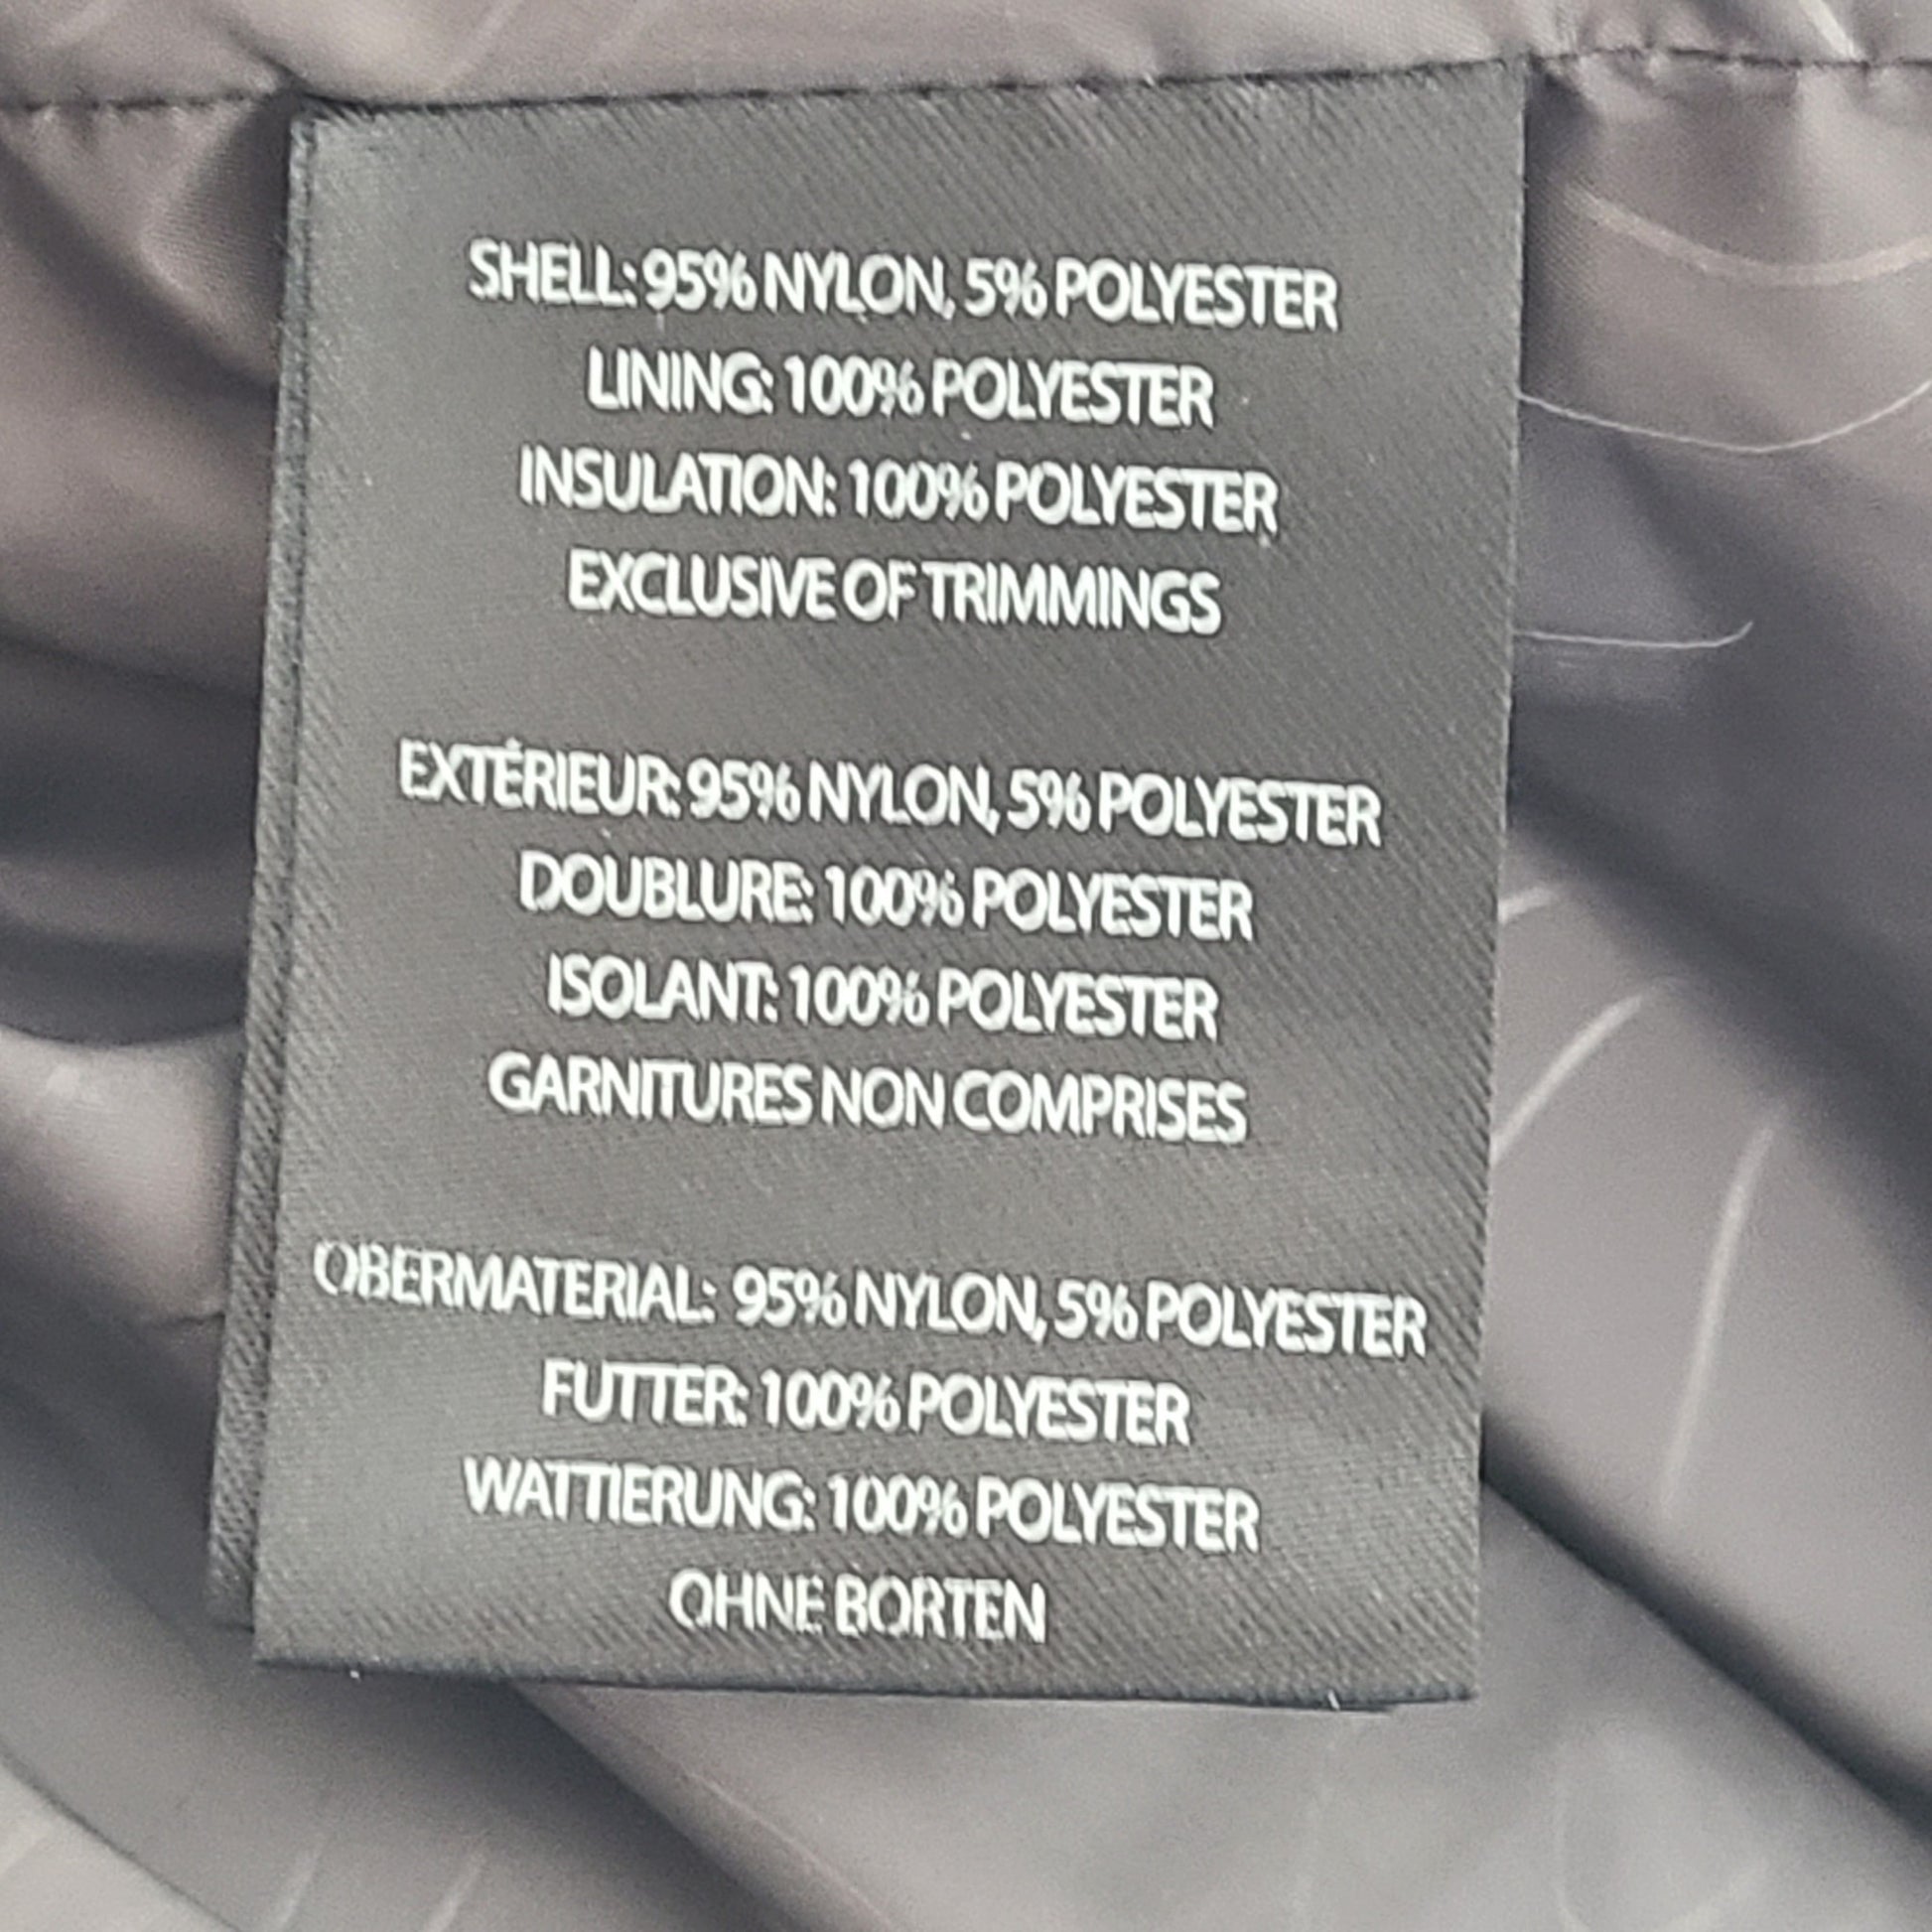 SHELL: 95% NYLON, 5% POLYESTER
LINING: 100% POLYESTER
INSULATION: 100% POLYESTER
EXCLUSIVE OF TRIMMINGS
EXTÉRIEUR: 95% NYLON, 5% POLYESTER
DOUBLURE: 100% POLYESTER
ISOLANT: 100% POLYESTER
GARNITURES NON COMPRISES
OBERMATERIAL: 95% NYLON, 5% POLYESTER
FUTTER: 100% POLYESTER
WATTIERUNG: 100% POLYESTER
OHNE BORTEN